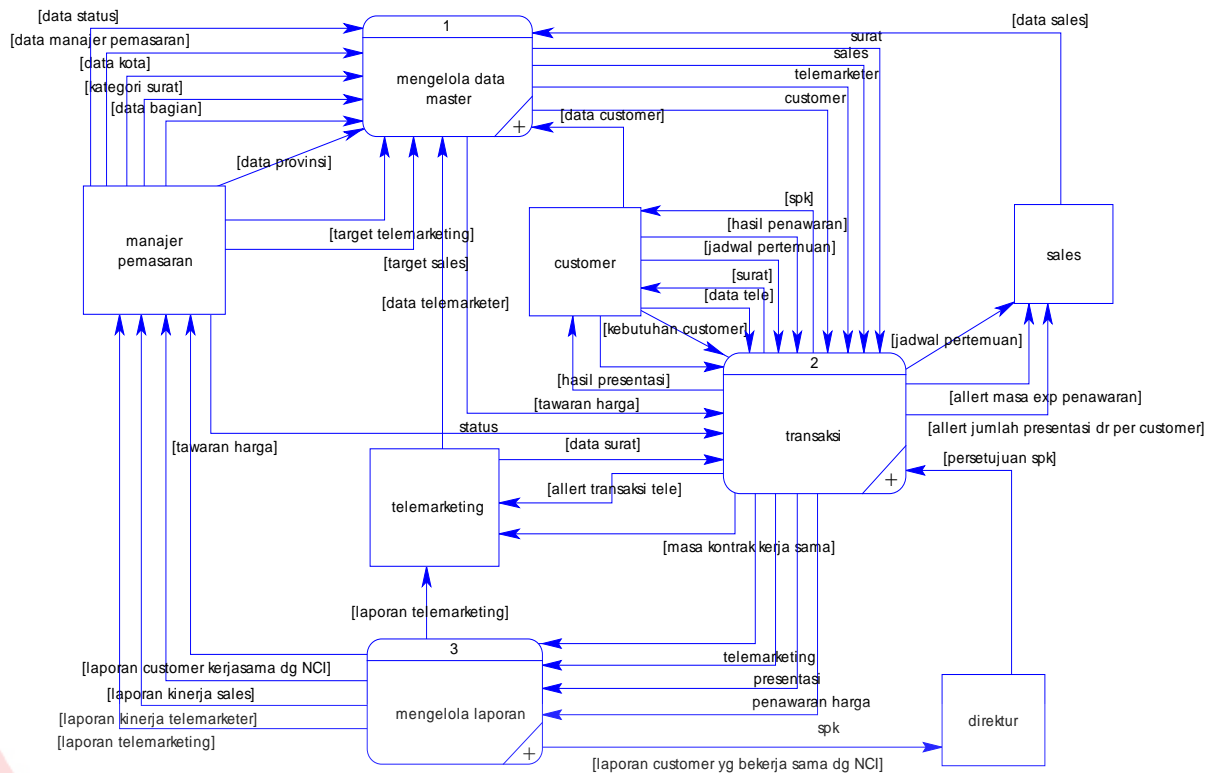 [data status]
1
[data sales]
[data manajer pemasaran]
surat
sales
[data kota]
mengelola data
master
telemarketer
[kategori surat]
customer
[data bagian]
[data customer]
+
[data provinsi]
[spk]
[hasil penawaran]
[target telemarketing]
manajer
pemasaran
[jadwal pertemuan]
customer
sales
[target sales]
[surat]
[data tele]
[data telemarketer]
[kebutuhan customer]
[jadwal pertemuan]
2
[hasil presentasi]
[allert masa exp penawaran]
[tawaran harga]
status
transaksi
[allert jumlah presentasi dr per customer]
[tawaran harga]
[data surat]
[persetujuan spk]
+
[allert transaksi tele]
telemarketing
[masa kontrak kerja sama]
[laporan telemarketing]
3
telemarketing
[laporan customer kerjasama dg NCI]
presentasi
[laporan kinerja sales]
penawaran harga
mengelola laporan
direktur
[laporan kinerja telemarketer]
spk
[laporan telemarketing]
+
[laporan customer yg bekerja sama dg NCI]